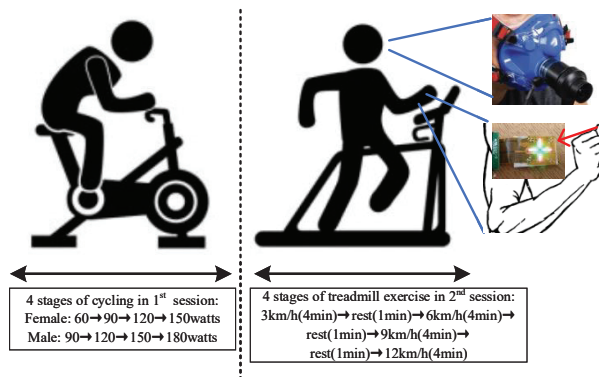 4 stages of cycling in 1st session:
Female: 60→90→120→150watts
Male: 90→120→150→180watts
4 stages of treadmill exercise in 2nd session:
3km/h(4min)→rest(1min)→6km/h(4min)→
rest(1min)→9km/h(4min)→
rest(1min)→12km/h(4min)